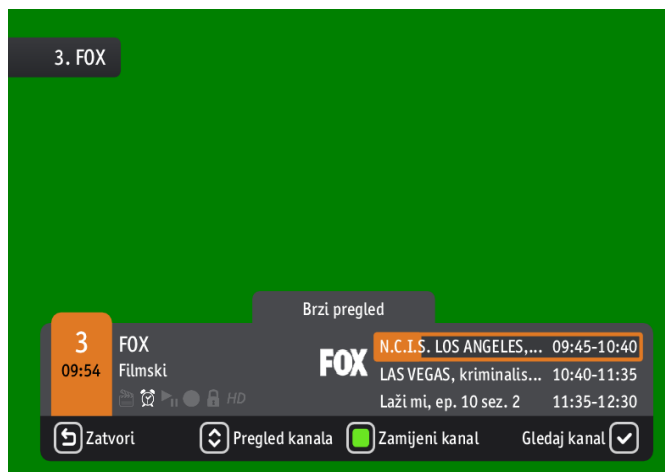 3. FOX
Brzi pregled
3
09:54
FOX
Filmski
HD
FOX
N.C.I.S. LOS ANGELES,... 09:45-10:40
LAS VEGAS, kriminalis... 10:40-11:35
Laži mi, ep. 10 sez. 2 11:35-12:30
Zatvori Pregled kanala Zamijeni kanal Gledaj kanal